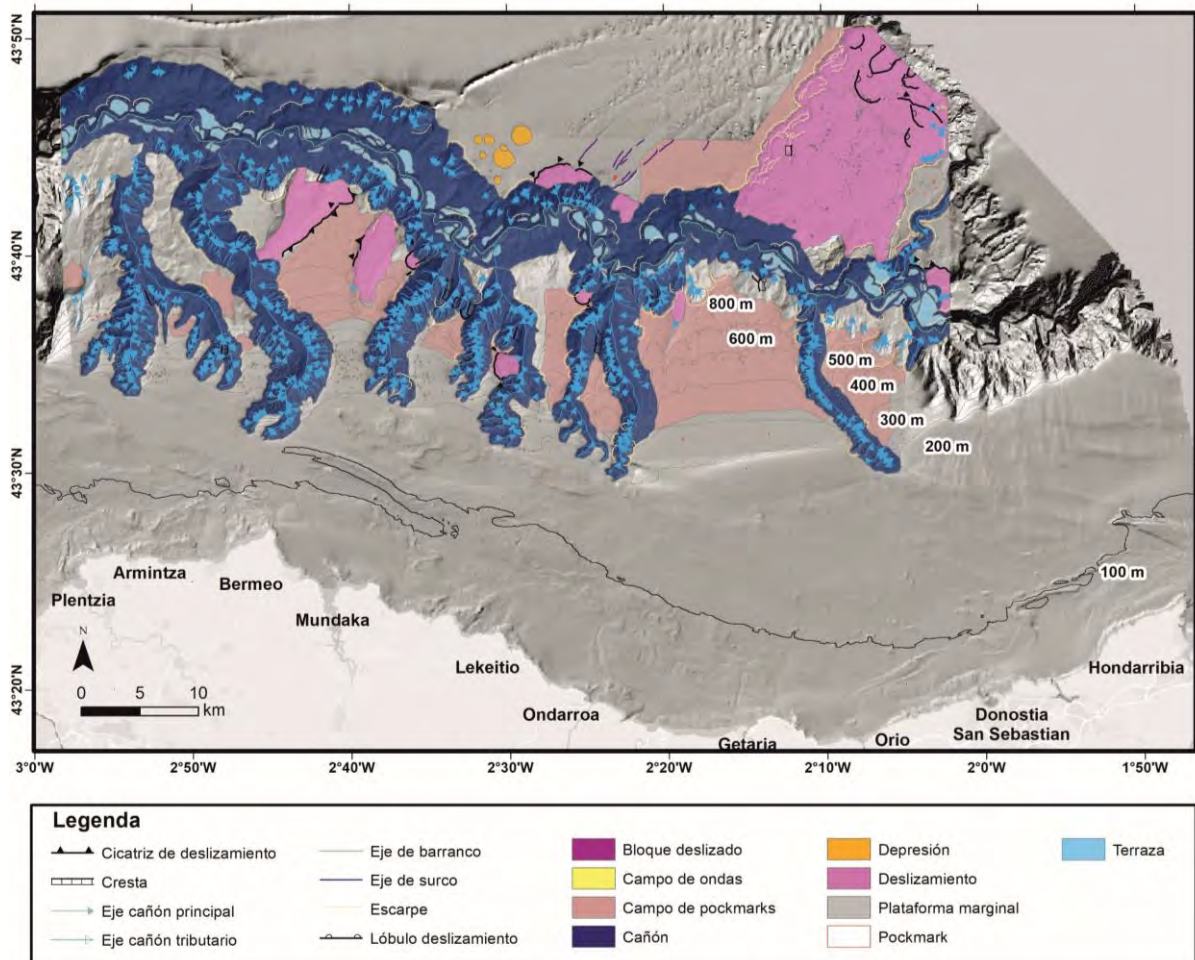 43°50'N
43°40'N
43°30'N
43°20'N
800 m
600 m
500 m
400 m
300 m
200 m
100 m
Armintza
Bermeo
Plentzia
Mundaka
Lekeitio
Hondarribia
Ondarroa
Donostia
San Sebastian
Getaria
Orio
N
0 5 10
km
3°0'W 2°50'W 2°40'W 2°30'W 2°20'W 2°10'W 2°0'W 1°50'W
Legenda
Cicatriz de deslizamiento
Cresta
Eje cañón principal
Eje cañón tributario
Eje de barranco
Eje de surco
Escarpe
Lóbulo deslizamiento
Bloque deslizado
Campo de ondas
Campo de pockmarks
Cañón
Depresión
Deslizamiento
Plataforma marginal
Pockmark
Terraza